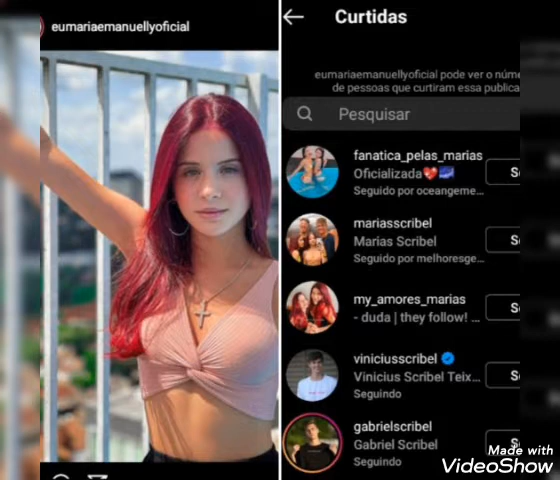 eumariaemanuellyoficial
Curtidas
eumariaemanuellyoficial pode ver o núme
de pessoas que curtiram essa publica
Pesquisar
fanatica_pelas_marias
Oficializada
Seguido por oceangeme...
mariasscribel
Marias Scribel
Seguido por melhoresge...
my_amores_marias
- duda | they follow! ...
viniciusscribel
Vinicius Scribel Teix...
Seguindo
gabrielscribel
Gabriel Scribel
Seguindo
Made with
VideoShow